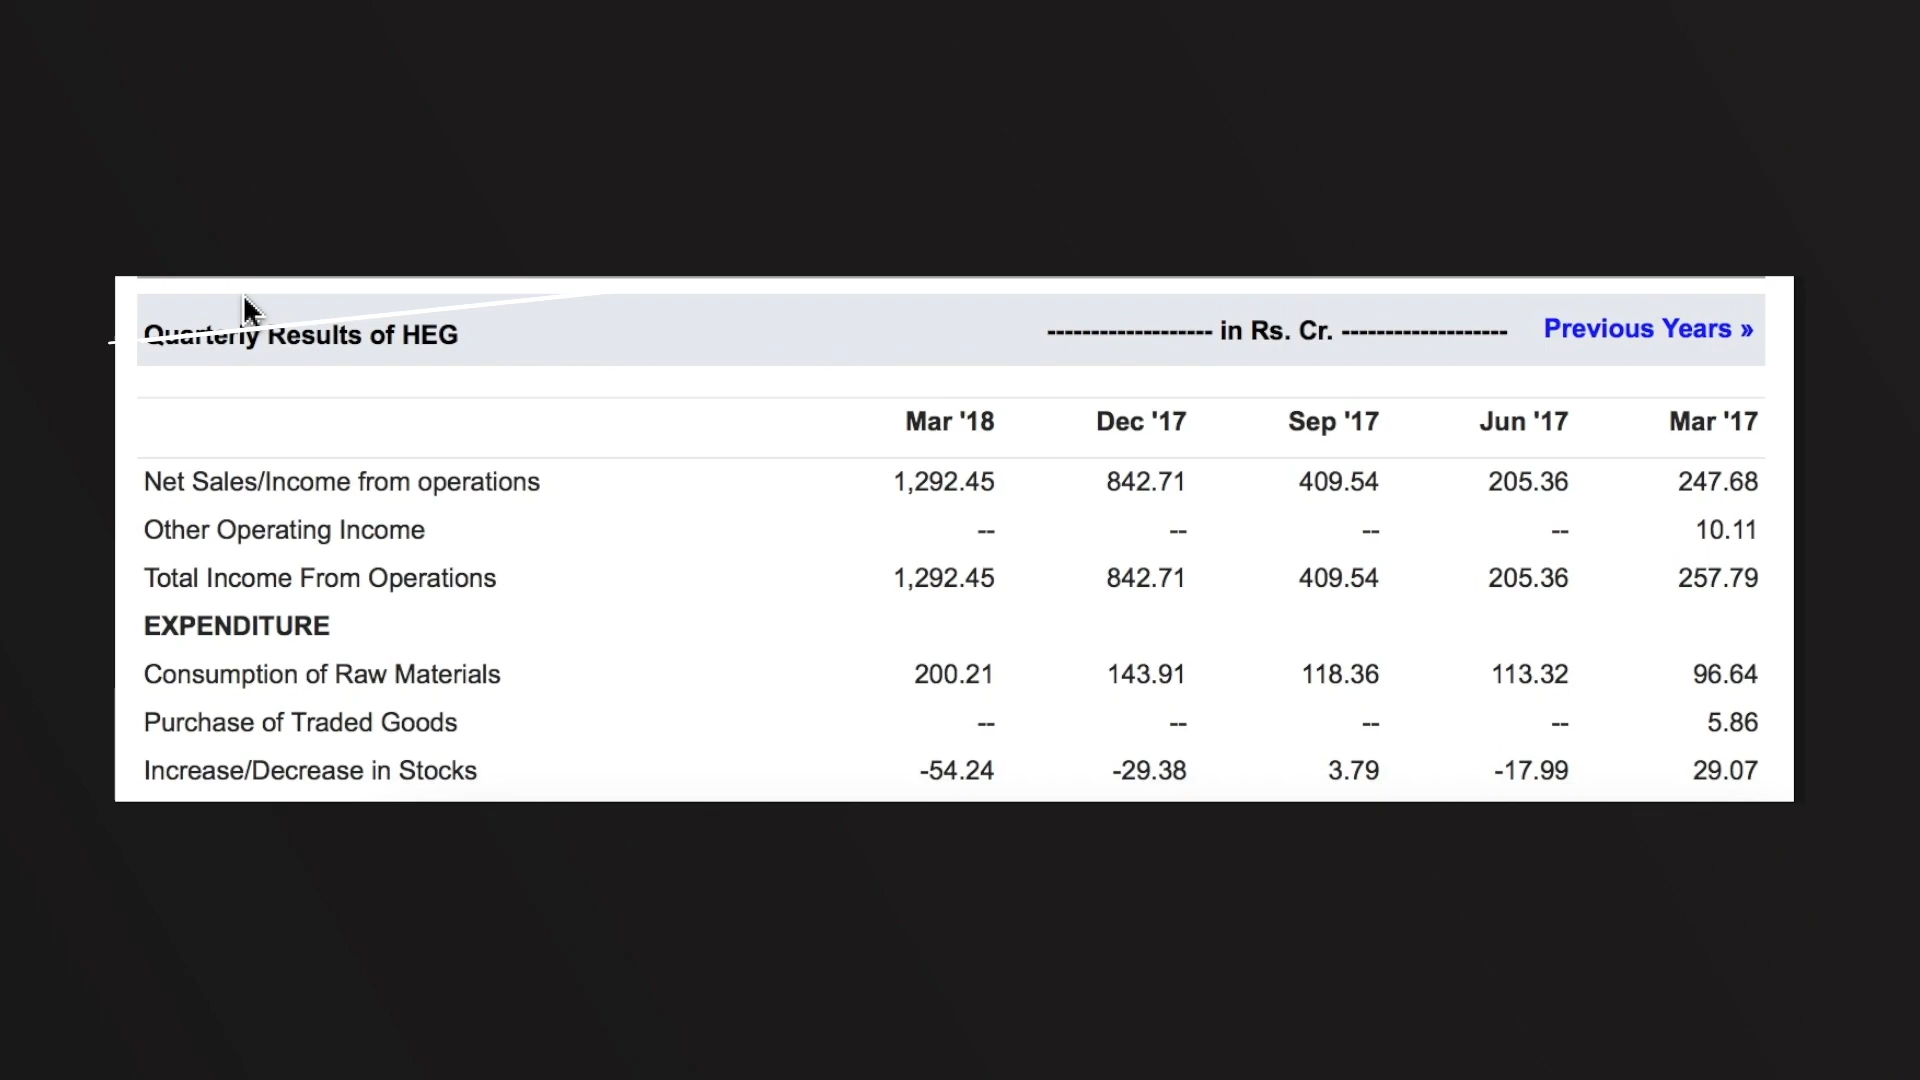 Quarterly Results of HEG ------------------- in Rs. Cr. ------------------- Previous Years »
Mar '18 Dec '17 Sep '17 Jun '17 Mar '17
Net Sales/Income from operations 1,292.45 842.71 409.54 205.36 247.68
Other Operating Income -- -- -- -- 10.11
Total Income From Operations 1,292.45 842.71 409.54 205.36 257.79
EXPENDITURE
Consumption of Raw Materials 200.21 143.91 118.36 113.32 96.64
Purchase of Traded Goods -- -- -- -- 5.86
Increase/Decrease in Stocks -54.24 -29.38 3.79 -17.99 29.07